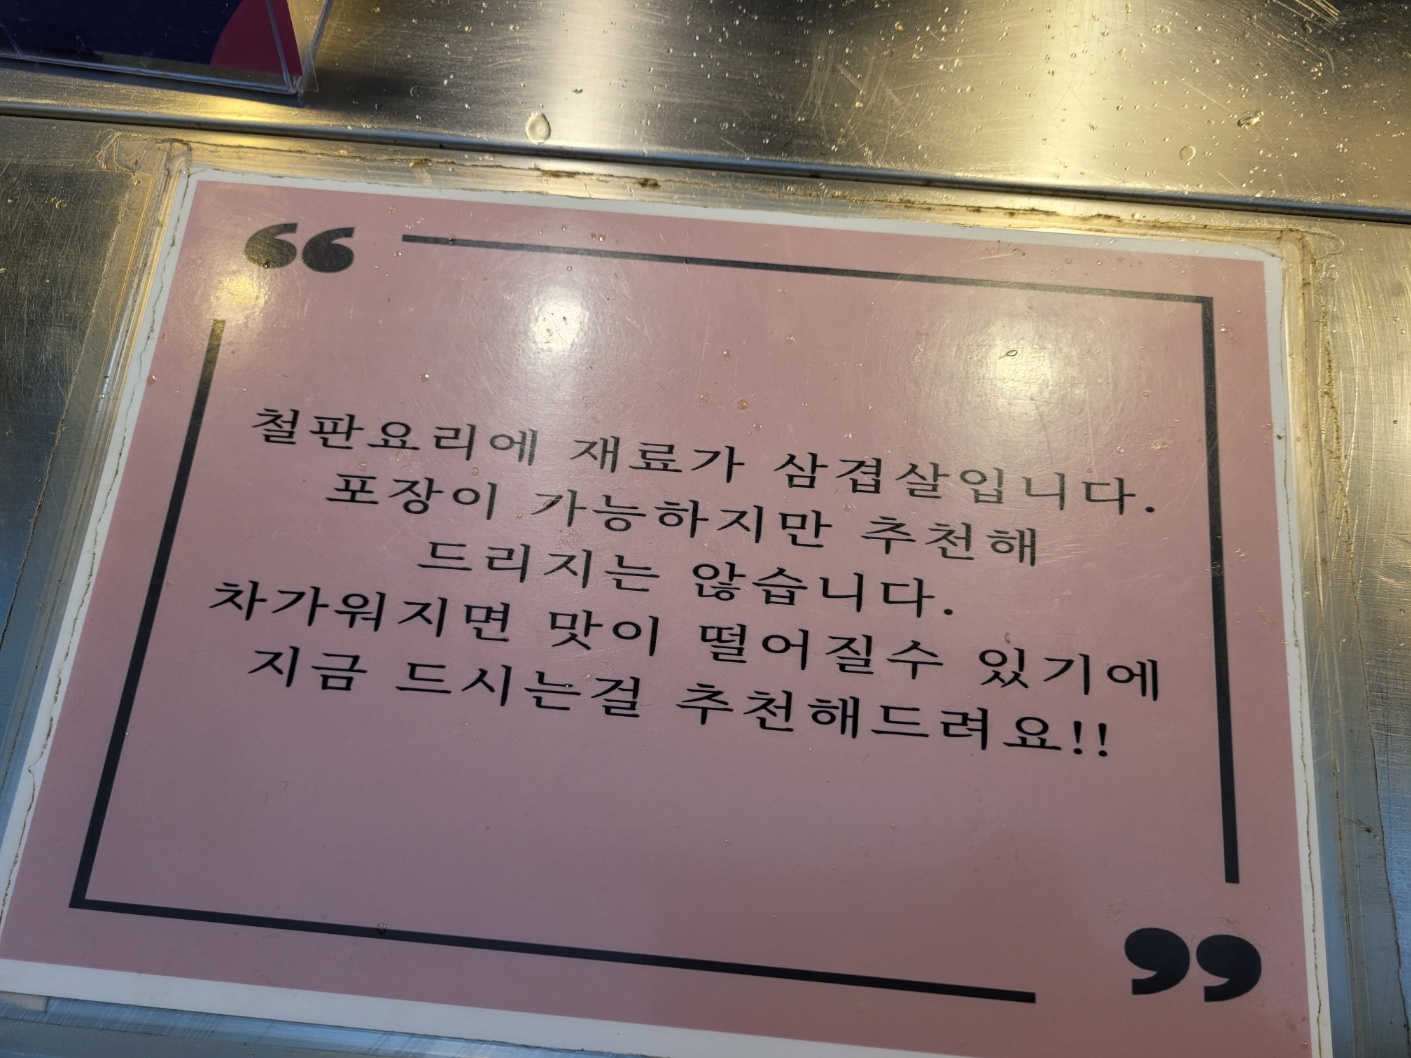 철판요리에 재료가 삼겹살입니다.
포장이 가능하지만 추천해
드리지는 않습니다.
차가워지면 맛이 떨어질수 있기에
지금 드시는걸 추천해드려요!!